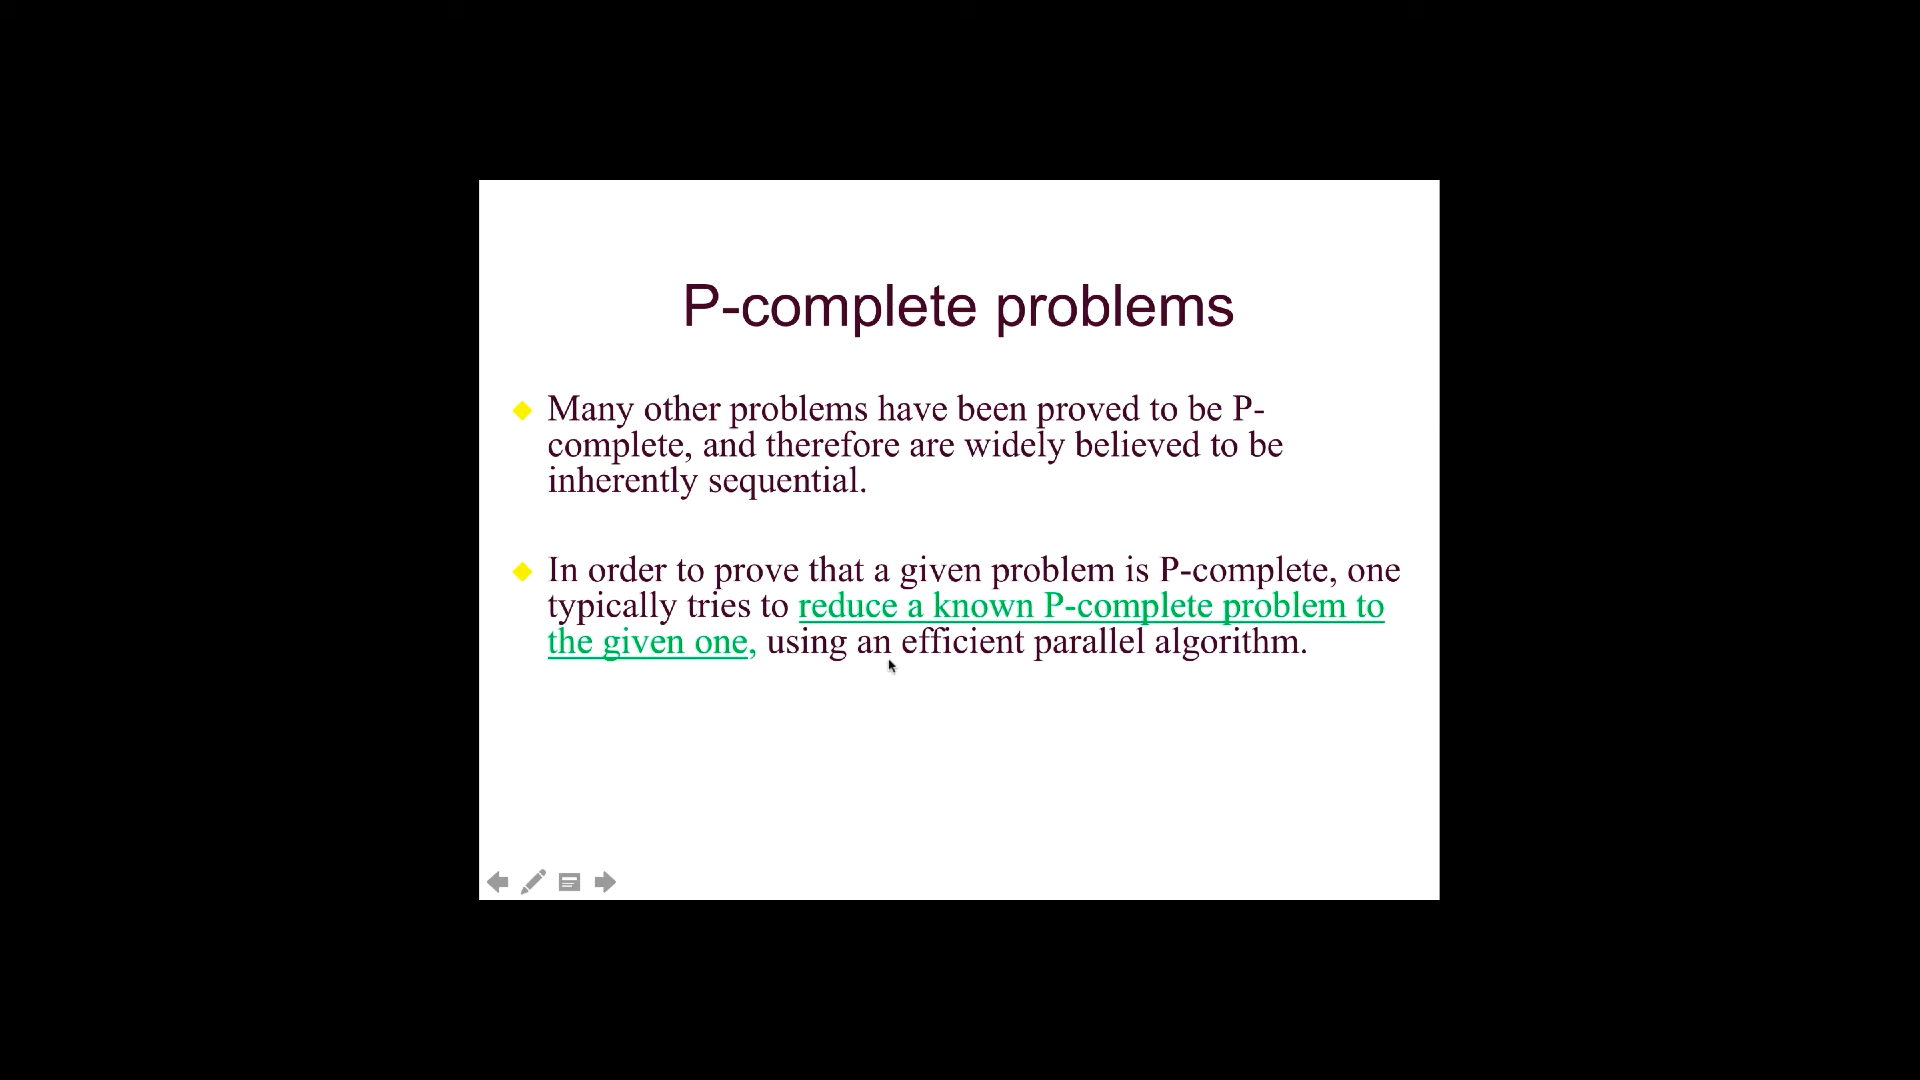 P-complete problems
Many other problems have been proved to be P-
complete, and therefore are widely believed to be
inherently sequential.
In order to prove that a given problem is P-complete, one
typically tries to reduce a known P-complete problem to
the given one, using an efficient parallel algorithm.